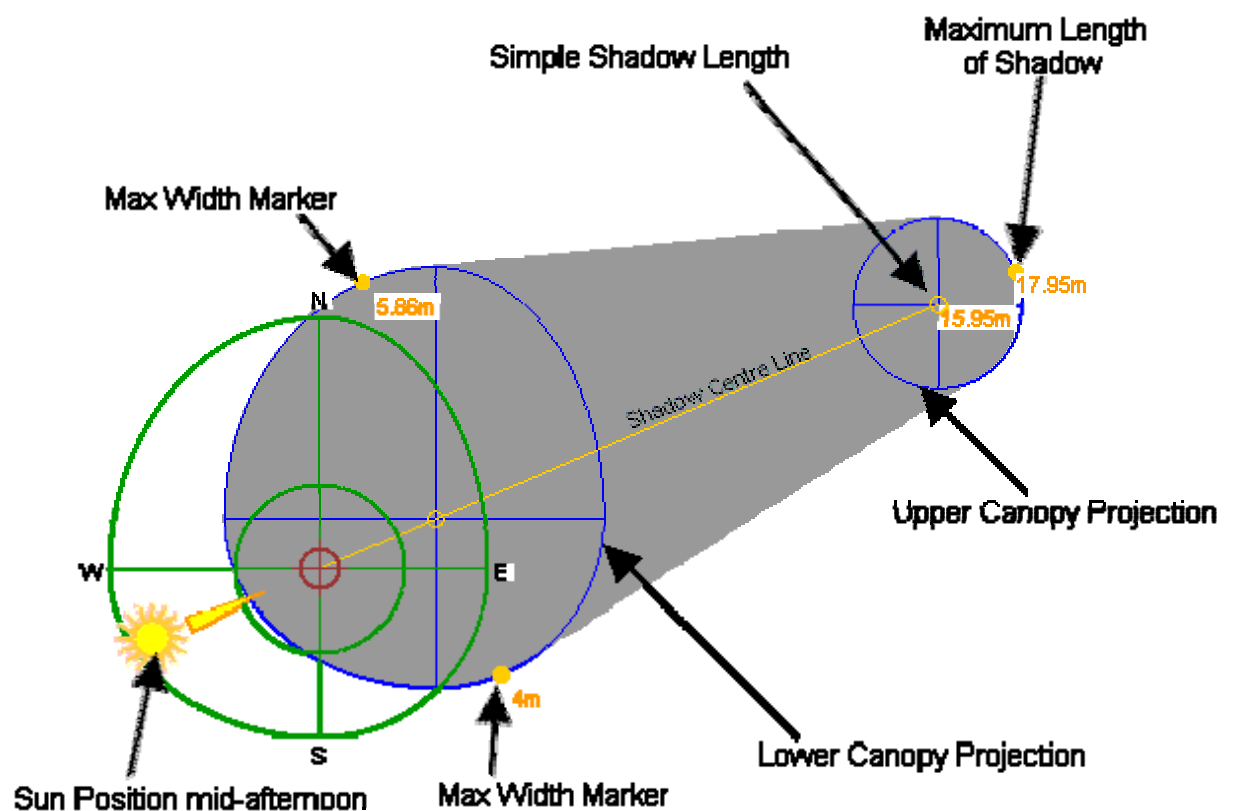 Maximum Length
of Shadow
Simple Shadow Length
Max Width Marker
N
5.86m
17.95m
15.95m
Shadow Centre Line
Upper Canopy Projection
W
E
4m
S
Lower Canopy Projection
Sun Position mid-afternoon
Max Width Marker